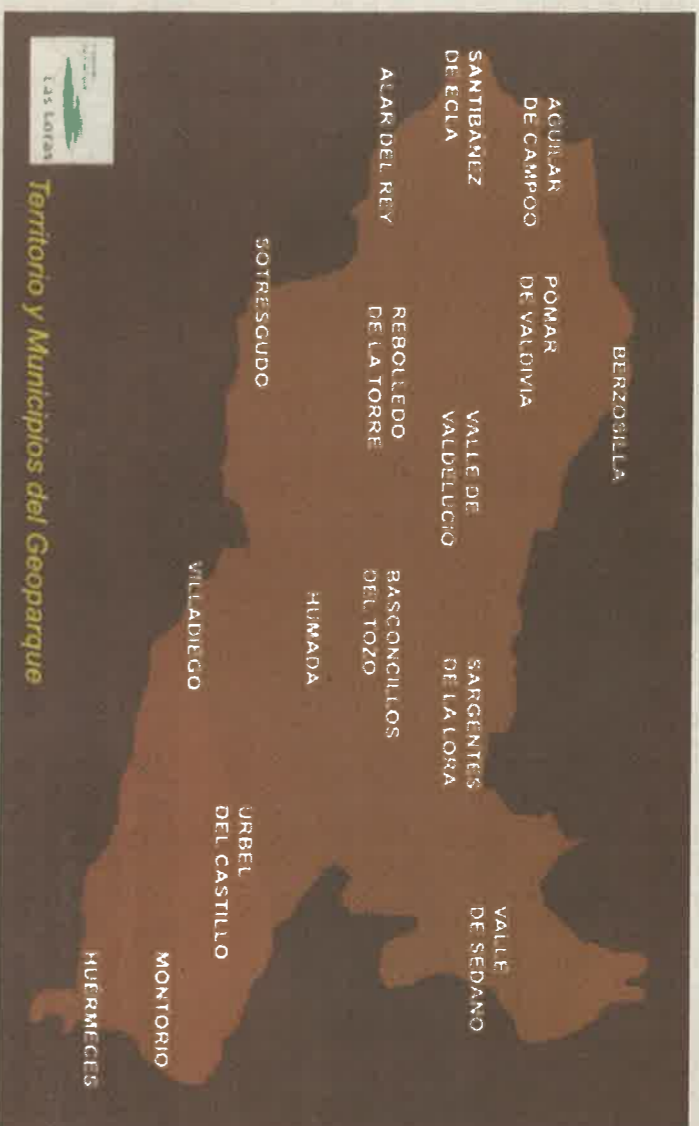 BERZOSILLA
AGUILAR
DE CAMPOO
POMAR
DE VALDIVIA
SANTIBAÑEZ
DE ECLA
VALLE DE
VALDELUCIO
SARGENTES
DE LA LORA
VALLE
DE SEDANO
ALAR DEL REY
REBOLLEDO
DE LA TORRE
BASCONCILLOS
DEL TOZO
HUMADA
SOTRESGUDO
URBEL
DEL CASTILLO
VILLADIEGO
MONTORIO
HUÉRMECES
Las Loras
Territorio y Municipios del Geoparque